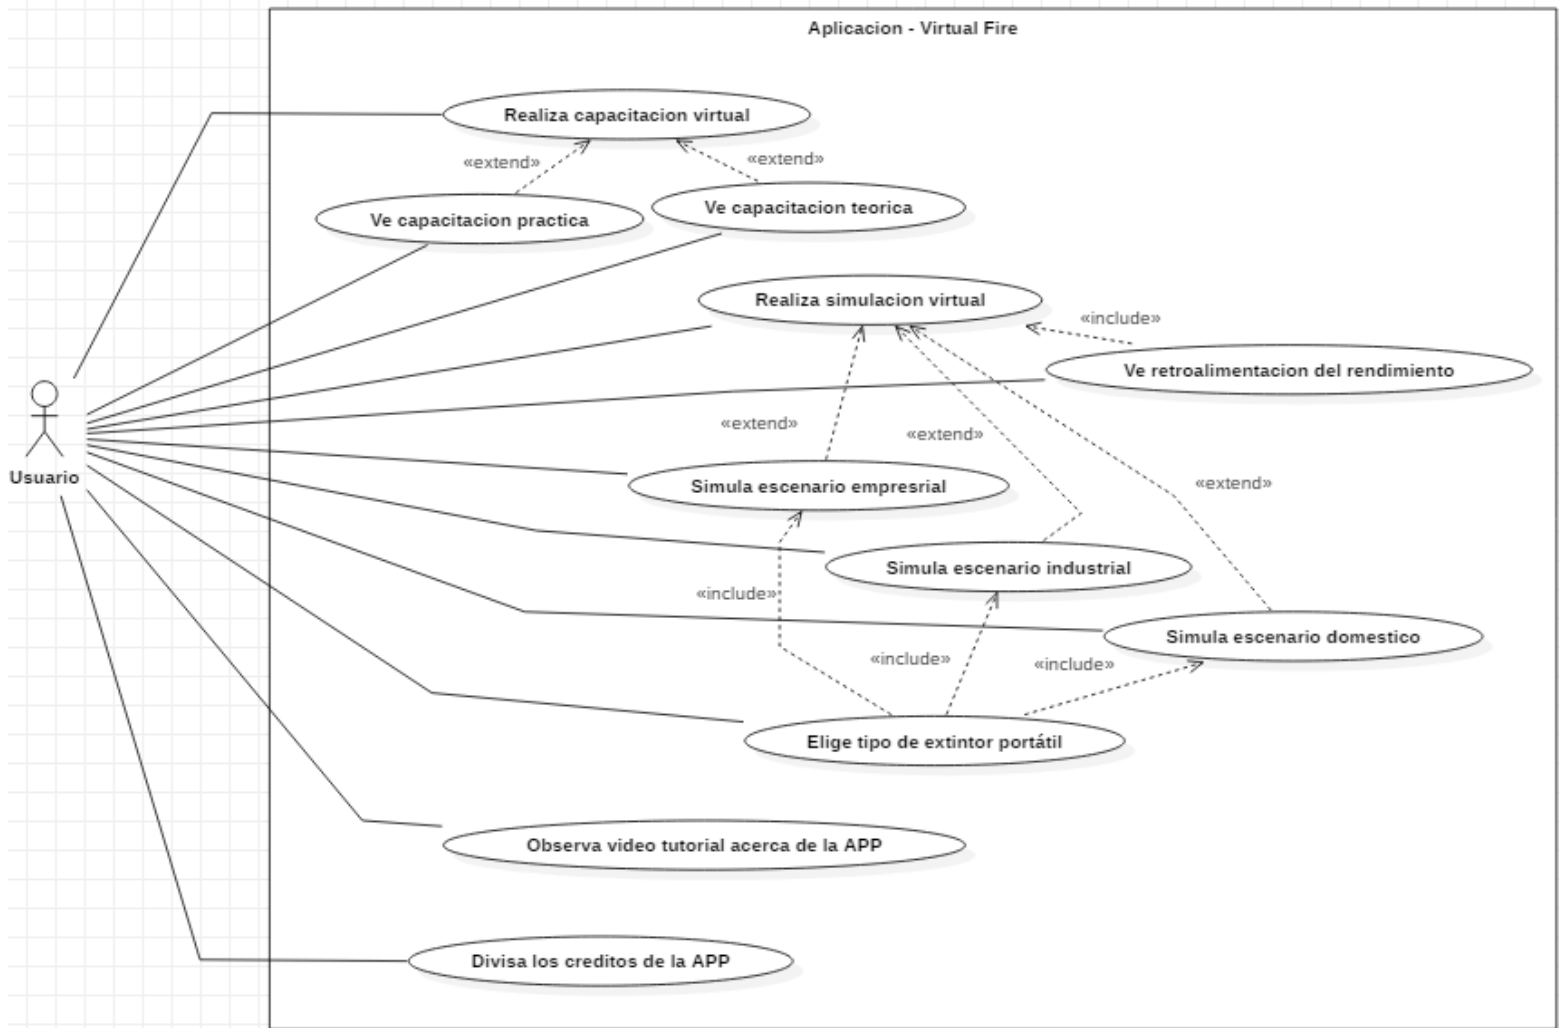 Aplicacion - Virtual Fire
Realiza capacitacion virtual
«extend»
«extend»
Ve capacitacion practica
Ve capacitacion teorica
Realiza simulacion virtual
«include»
Ve retroalimentacion del rendimiento
«extend»
«extend»
Usuario
Simula escenario empresrial
«extend»
Simula escenario industrial
«include»
Simula escenario domestico
«include»
«include»
Elige tipo de extintor portátil
Observa video tutorial acerca de la APP
Divisa los creditos de la APP